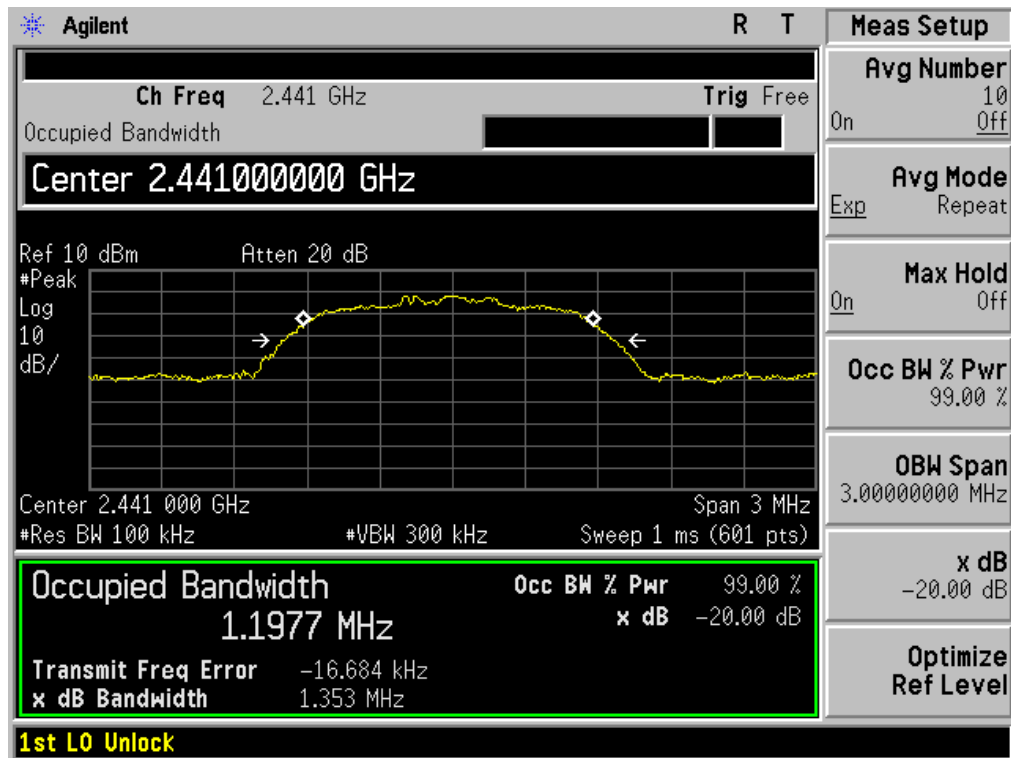 Agilent R T Meas Setup
Ch Freq 2.441 GHz Trig Free
Occupied Bandwidth
Center 2.441000000 GHz
Ref 10 dBm Atten 20 dB
#Peak
Log
10
dB/
Center 2.441 000 GHz Span 3 MHz
#Res BW 100 kHz #VBW 300 kHz Sweep 1 ms (601 pts)
Occupied Bandwidth Occ BW % Pwr 99.00 %
1.1977 MHz x dB -20.00 dB
Transmit Freq Error -16.684 kHz
x dB Bandwidth 1.353 MHz
1st LO Unlock
Avg Number
10
On Off
Avg Mode
Exp Repeat
Max Hold
On Off
Occ BW % Pwr
99.00 %
OBW Span
3.00000000 MHz
x dB
-20.00 dB
Optimize
Ref Level